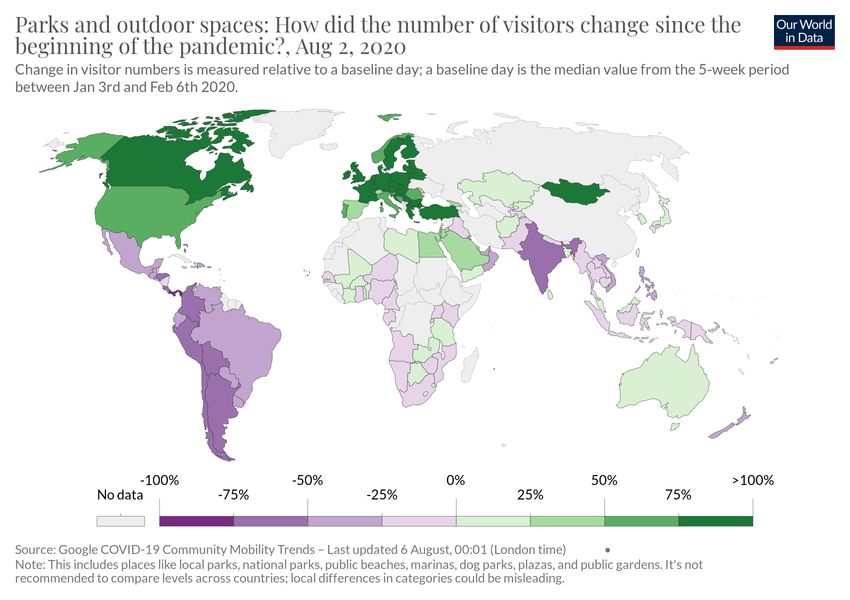 Parks and outdoor spaces: How did the number of visitors change since the
beginning of the pandemic?, Aug 2, 2020
Our World
in Data
Change in visitor numbers is measured relative to a baseline day; a baseline day is the median value from the 5-week period
between Jan 3rd and Feb 6th 2020.
No data
-100%
-75%
-50%
-25%
0%
25%
50%
75%
>100%
Source: Google COVID-19 Community Mobility Trends – Last updated 6 August, 00:01 (London time)
Note: This includes places like local parks, national parks, public beaches, marinas, dog parks, plazas, and public gardens. It's not
recommended to compare levels across countries; local differences in categories could be misleading.